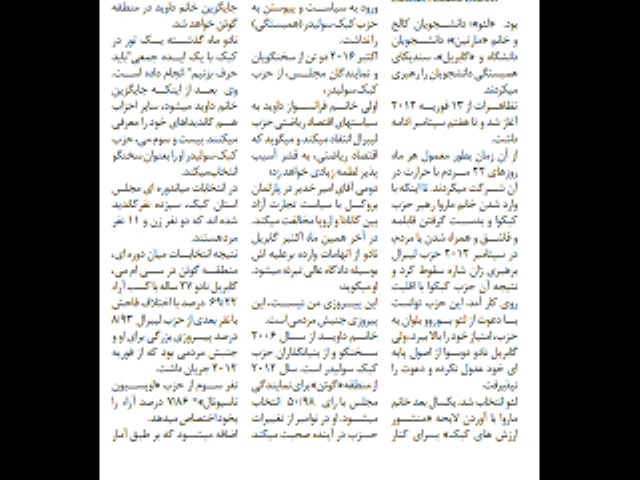 بود. «لئو»: دانشجویان کالج
و خانم «مارتین»: دانشجویان
دانشگاه و «گابریل»، سندیکای
همبستگی دانشجویان را رهبری
میکردند.
تظاهرات از ۱۳ فوریه ۲۰۱۲
آغاز شد و تا هفتم سپتامبر ادامه
داشت.
از آن زمان بطور معمول هر ماه
روزهای ۲۲ مردم با حرارت در
آن شرکت میکردند. تا اینکه با
وارد شدن خانم ماروا رهبر حزب
کبکوا و بدست گرفتن قابلمه
و قاشق و همراه شدن با مردم،
در سپتامبر ۲۰۱۲ حزب لیبرال
برهبری ژان شاره سقوط کرد و
نتیجه آن حزب کبکوا با اقلیت
روی کار آمد. این حزب توانست
با دعوت از لئو بوروو بلوان به
حزب، امتیاز خود را بالا ببرد، ولی
گابریل نادو دوبوا از اصول پایه
ای خود عدول نکرده و دعوت را
نپذیرفت.
لئو انتخاب شد. یکسال بعد خانم
ماروا با آوردن لایحه «منشور
ارزش های کبک» برای کنار
ورود به سیاست و پیوستن به
حزب کبک سولیدر (همبستگی)
را نداشت.
اکتبر ۲۰۱۶ دو تن از سخنگویان
و نمایندگان مجلس، از حزب
کبک سولیدر،
اولی خانم فرانسواز داوید به
سیاستهای اقتصاد ریاضتی حزب
لیبرال انتقاد میکند و میگوید که
اقتصاد ریاضتی، به قشر آسیب
پذیر لطمه زیادی خواهد زد؛
دومی آقای امیر خدیر در پارلمان
بروکسل با سیاست تجارت آزاد
بین کانادا و اروپا مخالفت میکند.
در آخر همین ماه اکتبر گابریل
نادو از اتهامات وارده برعلیه اش
بوسیله دادگاه عالی تبرئه میشود.
او میگوید:
این پیروزی من نیست، این
پیروزی جنبش مردمی است.
خانم داوید از سال ۲۰۰۶
سخنگو و از بنیانگذاران حزب
کبک سولیدر است. سال ۲۰۱۲
از منطقه «گوئن» برای نمایندگی
مجلس با رای ۵۰/۹۸ انتخاب
میشود. او در نوامبر از تغییرات
حزب در آینده صحبت میکند
جایگزین خانم داوید در منطقه
گوئن خواهد شد.
نادو ماه گذشته یک تور در
کبک با یک ایده جمعی "باید
حرف بزنیم" انجام داده است.
وی بعد از اینکه جایگزین
خانم داوید میشود، سایر احزاب
هم کاندیداهای خود را معرفی
میکنند. بیست و سوم می، حزب
کبک سولیدر او را بعنوان سخنگو
انتخاب میکند.
در انتخابات میاندوره ای مجلس
استان کبک، سیزده نفر کاندید
شده اند که دو نفر زن و ۱۱ نفر
مرد هستند.
نتیجه انتخابات میان دوره ای،
منطقه گوئن در سی ام می،
گابریل نادو ۲۷ ساله با کسب آراء
۶۹/۲۲ درصد با اختلاف فاحش
با نفر بعدی از حزب لیبرال ۸/۹۳
درصد پیروزی بزرگی برای او و
جنبش مردمی بود که از فوریه
۲۰۱۲ جریان داشت.
نفر سوم از حزب «اوپسیون
ناسیونال» ۷/۸۶ درصد آراء را
بخود اختصاص میدهد.
اضافه میشود که بر طبق آمار